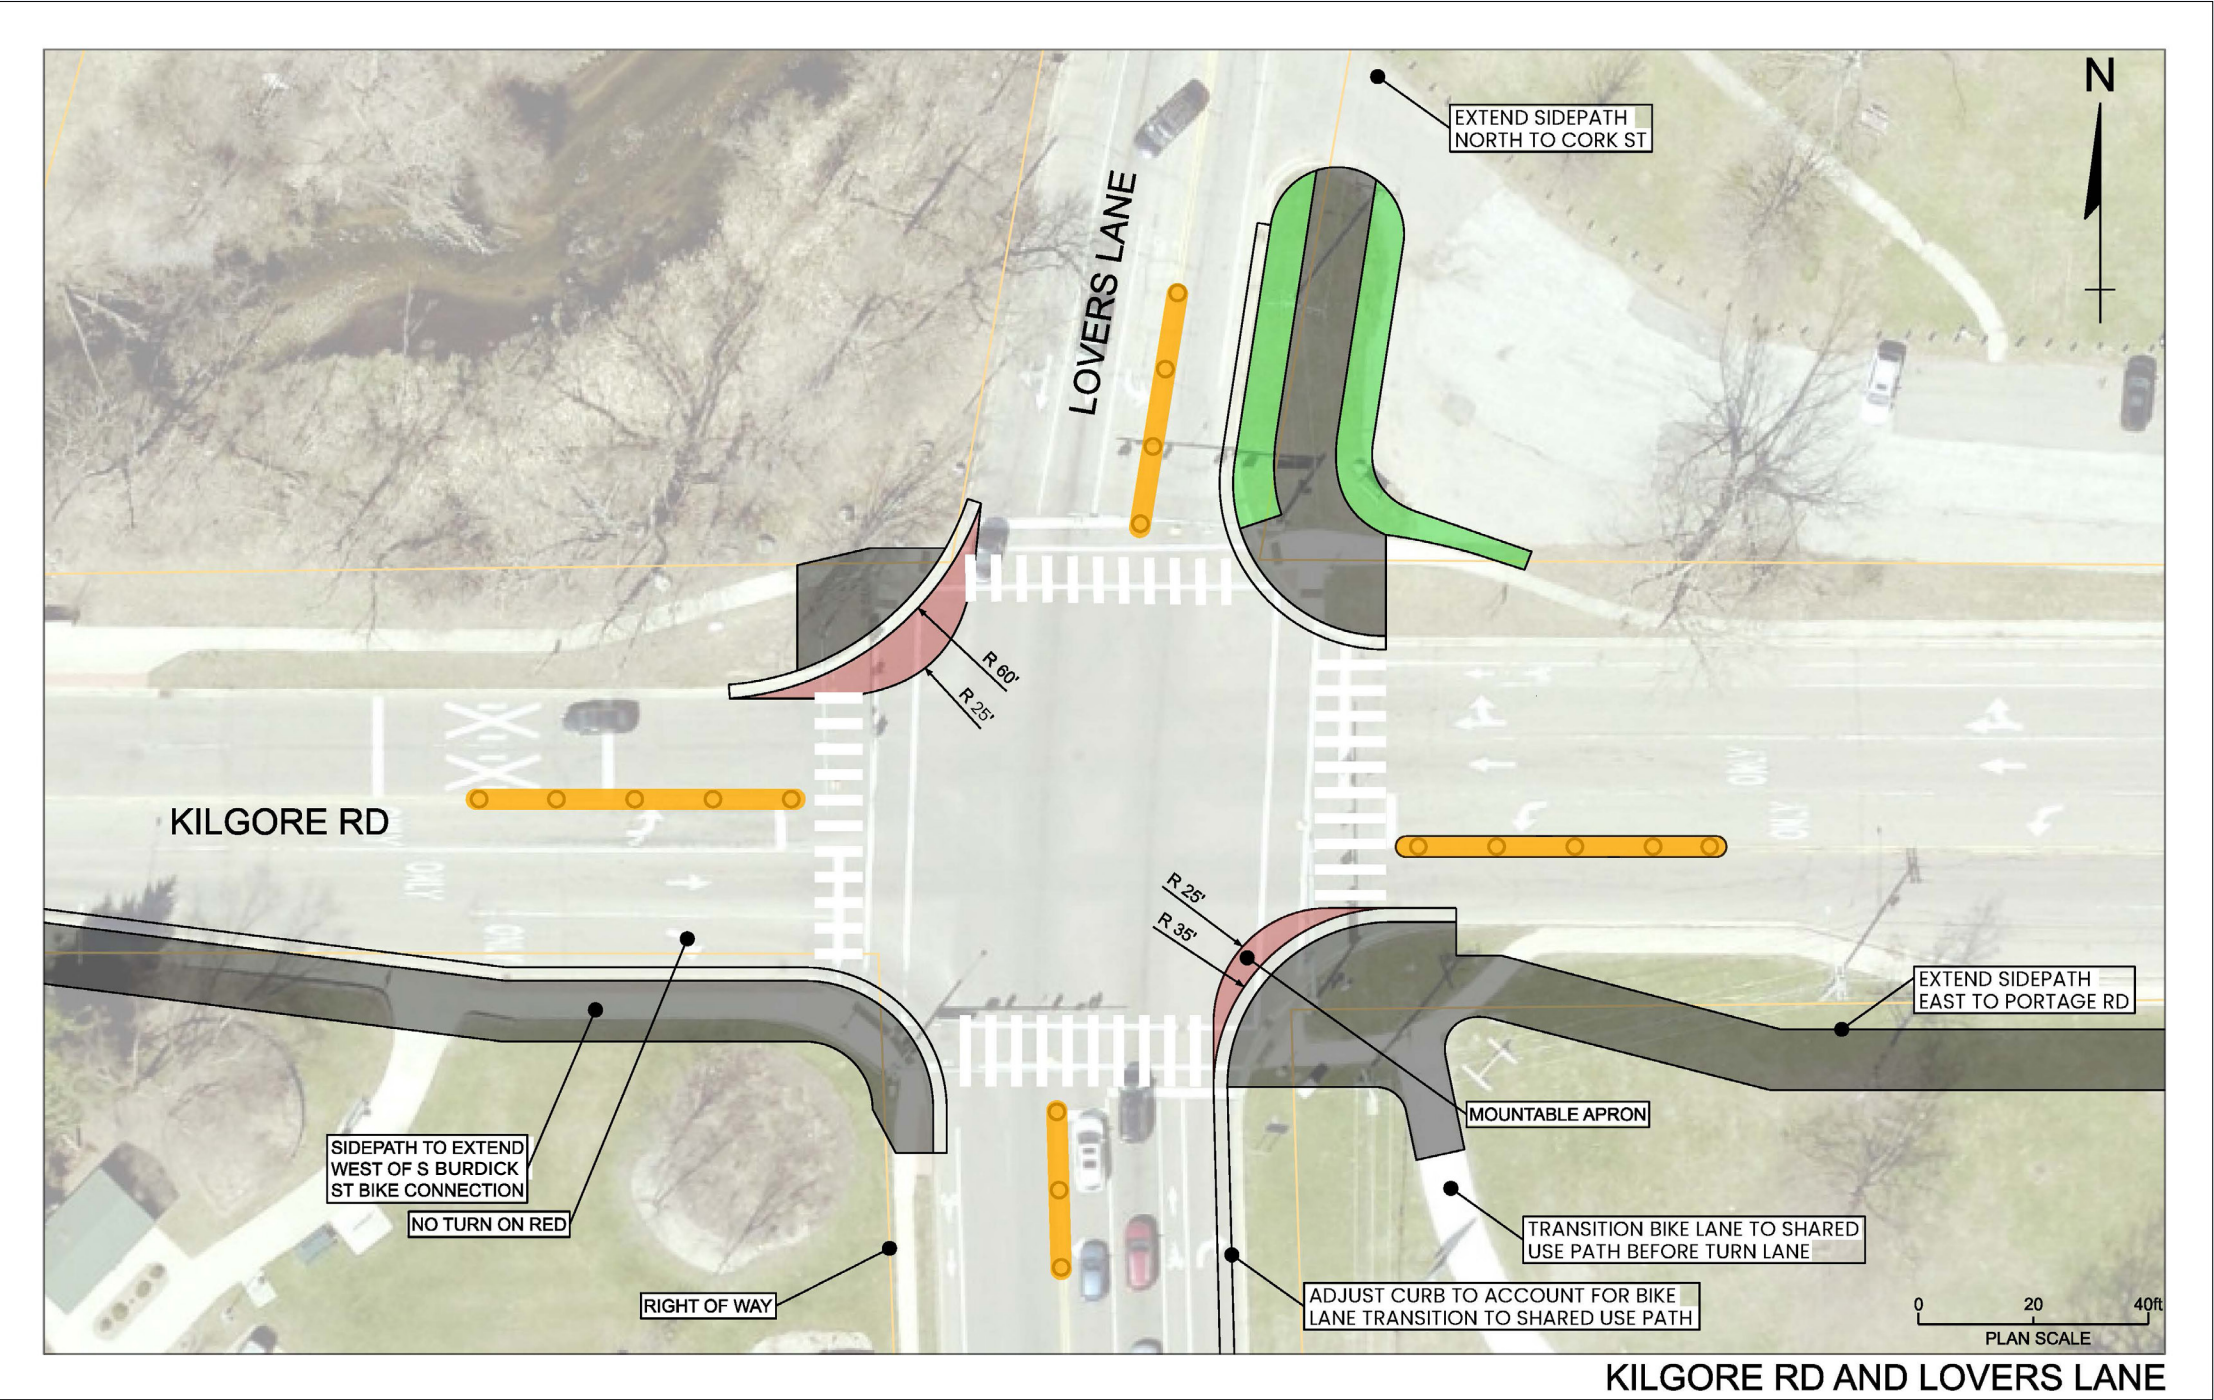 N
EXTEND SIDEPATH
NORTH TO CORK ST
LOVERS LANE
R 60'
R 25'
KILGORE RD
ONLY
ONLY
R 25'
R 35'
EXTEND SIDEPATH
EAST TO PORTAGE RD
MOUNTABLE APRON
SIDEPATH TO EXTEND
WEST OF S BURDICK
ST BIKE CONNECTION
NO TURN ON RED
TRANSITION BIKE LANE TO SHARED
USE PATH BEFORE TURN LANE
RIGHT OF WAY
ADJUST CURB TO ACCOUNT FOR BIKE
LANE TRANSITION TO SHARED USE PATH
0 20 40ft
PLAN SCALE
KILGORE RD AND LOVERS LANE